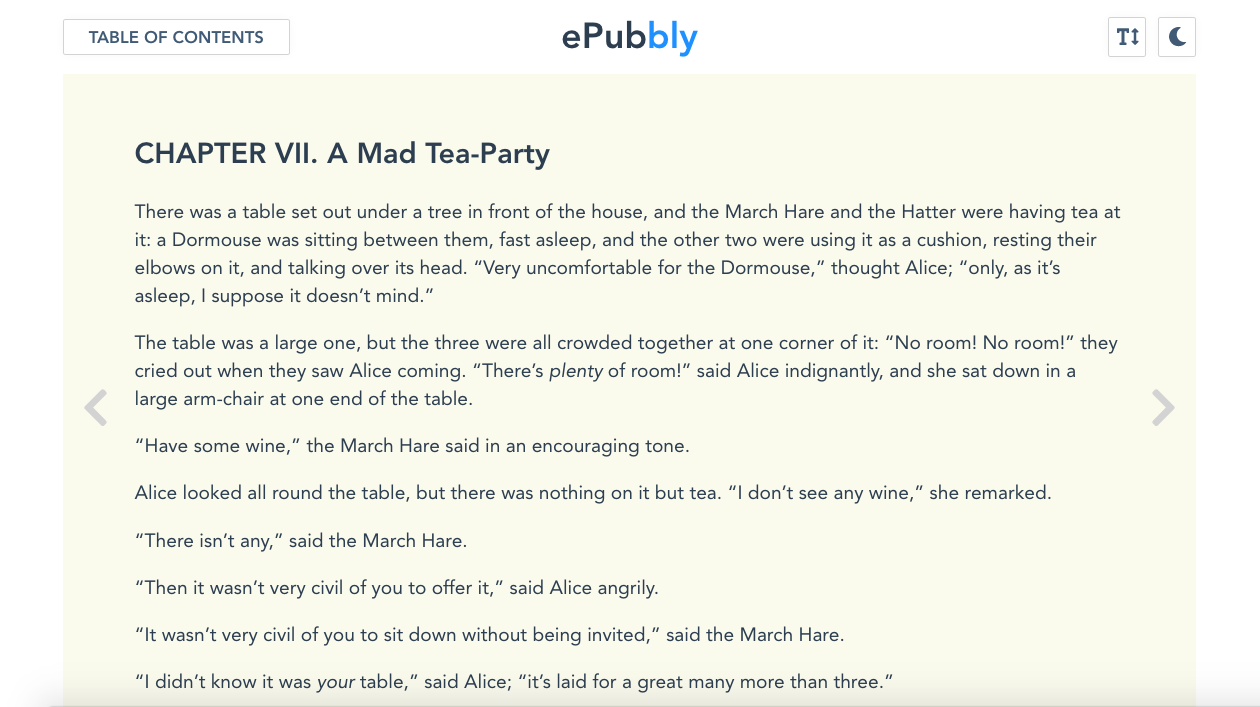 TABLE OF CONTENTS
ePubbly
T↕
CHAPTER VII. A Mad Tea-Party
There was a table set out under a tree in front of the house, and the March Hare and the Hatter were having tea at
it: a Dormouse was sitting between them, fast asleep, and the other two were using it as a cushion, resting their
elbows on it, and talking over its head. “Very uncomfortable for the Dormouse,” thought Alice; “only, as it’s
asleep, I suppose it doesn’t mind.”
The table was a large one, but the three were all crowded together at one corner of it: “No room! No room!” they
cried out when they saw Alice coming. “There’s plenty of room!” said Alice indignantly, and she sat down in a
large arm-chair at one end of the table.
“Have some wine,” the March Hare said in an encouraging tone.
Alice looked all round the table, but there was nothing on it but tea. “I don’t see any wine,” she remarked.
“There isn’t any,” said the March Hare.
“Then it wasn’t very civil of you to offer it,” said Alice angrily.
“It wasn’t very civil of you to sit down without being invited,” said the March Hare.
“I didn’t know it was your table,” said Alice; “it’s laid for a great many more than three.”